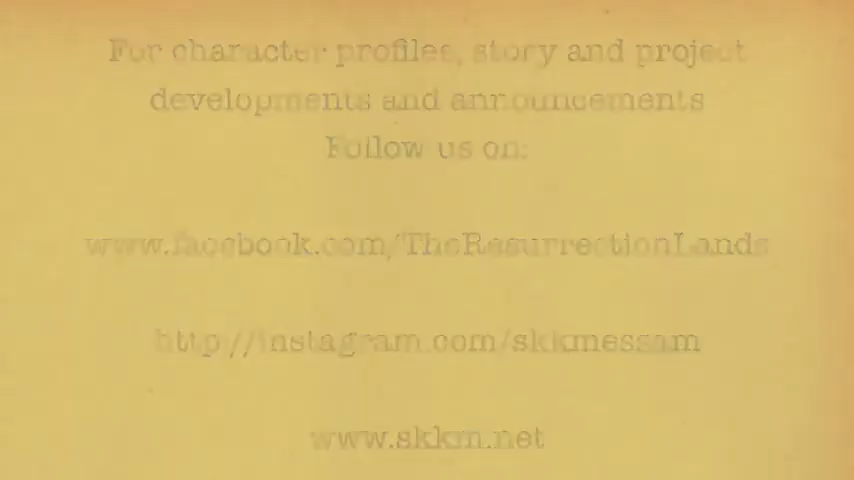 For character profiles, story and project
developments and announcements
Follow us on:
www.facebook.com/TheResurrectionLands
http://instagram.com/skkmessam
www.skkm.net